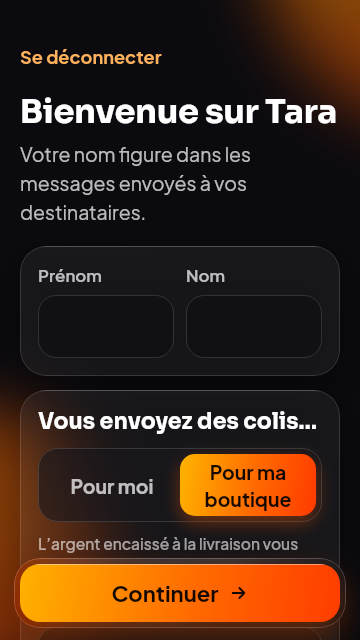 Se déconnecter
Bienvenue sur Tara
Votre nom figure dans les
messages envoyés à vos
destinataires.
Prénom
Nom
Vous envoyez des colis…
Pour moi
Pour ma
boutique
L’argent encaissé à la livraison vous
Continuer →